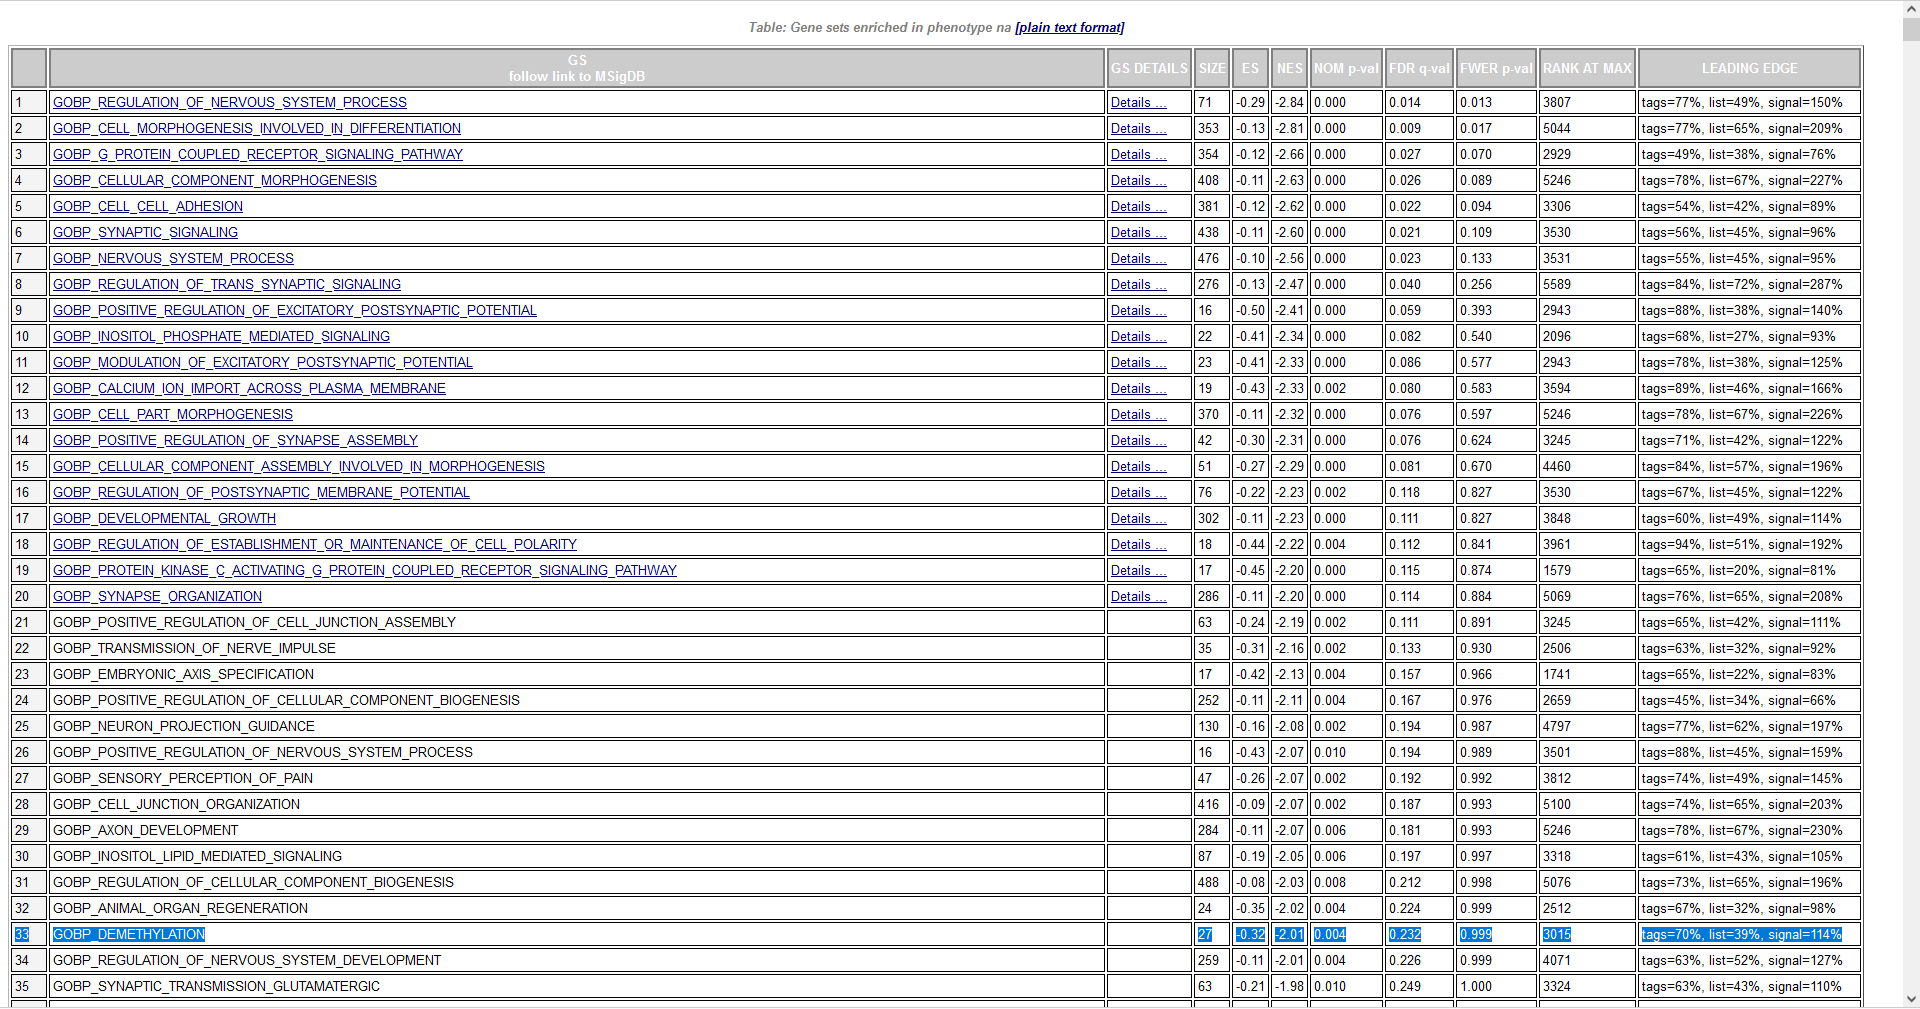 Table: Gene sets enriched in phenotype na [plain text format]
GS follow link to MSigDB GS DETAILS SIZE ES NES NOM p-val FDR q-val FWER p-val RANK AT MAX LEADING EDGE
1 GOBP_REGULATION_OF_NERVOUS_SYSTEM_PROCESS Details ... 71 -0.29 -2.84 0.000 0.014 0.013 3807 tags=77%, list=49%, signal=150%
2 GOBP_CELL_MORPHOGENESIS_INVOLVED_IN_DIFFERENTIATION Details ... 353 -0.13 -2.81 0.000 0.009 0.017 5044 tags=77%, list=65%, signal=209%
3 GOBP_G_PROTEIN_COUPLED_RECEPTOR_SIGNALING_PATHWAY Details ... 354 -0.12 -2.66 0.000 0.027 0.070 2929 tags=49%, list=38%, signal=76%
4 GOBP_CELLULAR_COMPONENT_MORPHOGENESIS Details ... 408 -0.11 -2.63 0.000 0.026 0.089 5246 tags=78%, list=67%, signal=227%
5 GOBP_CELL_CELL_ADHESION Details ... 381 -0.12 -2.62 0.000 0.022 0.094 3306 tags=54%, list=42%, signal=89%
6 GOBP_SYNAPTIC_SIGNALING Details ... 438 -0.11 -2.60 0.000 0.021 0.109 3530 tags=56%, list=45%, signal=96%
7 GOBP_NERVOUS_SYSTEM_PROCESS Details ... 476 -0.10 -2.56 0.000 0.023 0.133 3531 tags=55%, list=45%, signal=95%
8 GOBP_REGULATION_OF_TRANS_SYNAPTIC_SIGNALING Details ... 276 -0.13 -2.47 0.000 0.040 0.256 5589 tags=84%, list=72%, signal=287%
9 GOBP_POSITIVE_REGULATION_OF_EXCITATORY_POSTSYNAPTIC_POTENTIAL Details ... 16 -0.50 -2.41 0.000 0.059 0.393 2943 tags=88%, list=38%, signal=140%
10 GOBP_INOSITOL_PHOSPHATE_MEDIATED_SIGNALING Details ... 22 -0.41 -2.34 0.000 0.082 0.540 2096 tags=68%, list=27%, signal=93%
11 GOBP_MODULATION_OF_EXCITATORY_POSTSYNAPTIC_POTENTIAL Details ... 23 -0.41 -2.33 0.000 0.086 0.577 2943 tags=78%, list=38%, signal=125%
12 GOBP_CALCIUM_ION_IMPORT_ACROSS_PLASMA_MEMBRANE Details ... 19 -0.43 -2.33 0.002 0.080 0.583 3594 tags=89%, list=46%, signal=166%
13 GOBP_CELL_PART_MORPHOGENESIS Details ... 370 -0.11 -2.32 0.000 0.076 0.597 5246 tags=78%, list=67%, signal=226%
14 GOBP_POSITIVE_REGULATION_OF_SYNAPSE_ASSEMBLY Details ... 42 -0.30 -2.31 0.000 0.076 0.624 3245 tags=71%, list=42%, signal=122%
15 GOBP_CELLULAR_COMPONENT_ASSEMBLY_INVOLVED_IN_MORPHOGENESIS Details ... 51 -0.27 -2.29 0.000 0.081 0.670 4460 tags=84%, list=57%, signal=196%
16 GOBP_REGULATION_OF_POSTSYNAPTIC_MEMBRANE_POTENTIAL Details ... 76 -0.22 -2.23 0.002 0.118 0.827 3530 tags=67%, list=45%, signal=122%
17 GOBP_DEVELOPMENTAL_GROWTH Details ... 302 -0.11 -2.23 0.000 0.111 0.827 3848 tags=60%, list=49%, signal=114%
18 GOBP_REGULATION_OF_ESTABLISHMENT_OR_MAINTENANCE_OF_CELL_POLARITY Details ... 18 -0.44 -2.22 0.004 0.112 0.841 3961 tags=94%, list=51%, signal=192%
19 GOBP_PROTEIN_KINASE_C_ACTIVATING_G_PROTEIN_COUPLED_RECEPTOR_SIGNALING_PATHWAY Details ... 17 -0.45 -2.20 0.000 0.115 0.874 1579 tags=65%, list=20%, signal=81%
20 GOBP_SYNAPSE_ORGANIZATION Details ... 286 -0.11 -2.20 0.000 0.114 0.884 5069 tags=76%, list=65%, signal=208%
21 GOBP_POSITIVE_REGULATION_OF_CELL_JUNCTION_ASSEMBLY 63 -0.24 -2.19 0.002 0.111 0.891 3245 tags=65%, list=42%, signal=111%
22 GOBP_TRANSMISSION_OF_NERVE_IMPULSE 35 -0.31 -2.16 0.002 0.133 0.930 2506 tags=63%, list=32%, signal=92%
23 GOBP_EMBRYONIC_AXIS_SPECIFICATION 17 -0.42 -2.13 0.004 0.157 0.966 1741 tags=65%, list=22%, signal=83%
24 GOBP_POSITIVE_REGULATION_OF_CELLULAR_COMPONENT_BIOGENESIS 252 -0.11 -2.11 0.004 0.167 0.976 2659 tags=45%, list=34%, signal=66%
25 GOBP_NEURON_PROJECTION_GUIDANCE 130 -0.16 -2.08 0.002 0.194 0.987 4797 tags=77%, list=62%, signal=197%
26 GOBP_POSITIVE_REGULATION_OF_NERVOUS_SYSTEM_PROCESS 16 -0.43 -2.07 0.010 0.194 0.989 3501 tags=88%, list=45%, signal=159%
27 GOBP_SENSORY_PERCEPTION_OF_PAIN 47 -0.26 -2.07 0.002 0.192 0.992 3812 tags=74%, list=49%, signal=145%
28 GOBP_CELL_JUNCTION_ORGANIZATION 416 -0.09 -2.07 0.002 0.187 0.993 5100 tags=74%, list=65%, signal=203%
29 GOBP_AXON_DEVELOPMENT 284 -0.11 -2.07 0.006 0.181 0.993 5246 tags=78%, list=67%, signal=230%
30 GOBP_INOSITOL_LIPID_MEDIATED_SIGNALING 87 -0.19 -2.05 0.006 0.197 0.997 3318 tags=61%, list=43%, signal=105%
31 GOBP_REGULATION_OF_CELLULAR_COMPONENT_BIOGENESIS 488 -0.08 -2.03 0.008 0.212 0.998 5076 tags=73%, list=65%, signal=196%
32 GOBP_ANIMAL_ORGAN_REGENERATION 24 -0.35 -2.02 0.004 0.224 0.999 2512 tags=67%, list=32%, signal=98%
33 GOBP_DEMETHYLATION 27 -0.32 -2.01 0.004 0.232 0.999 3015 tags=70%, list=39%, signal=114%
34 GOBP_REGULATION_OF_NERVOUS_SYSTEM_DEVELOPMENT 259 -0.11 -2.01 0.004 0.226 0.999 4071 tags=63%, list=52%, signal=127%
35 GOBP_SYNAPTIC_TRANSMISSION_GLUTAMATERGIC 63 -0.21 -1.98 0.010 0.249 1.000 3324 tags=63%, list=43%, signal=110%